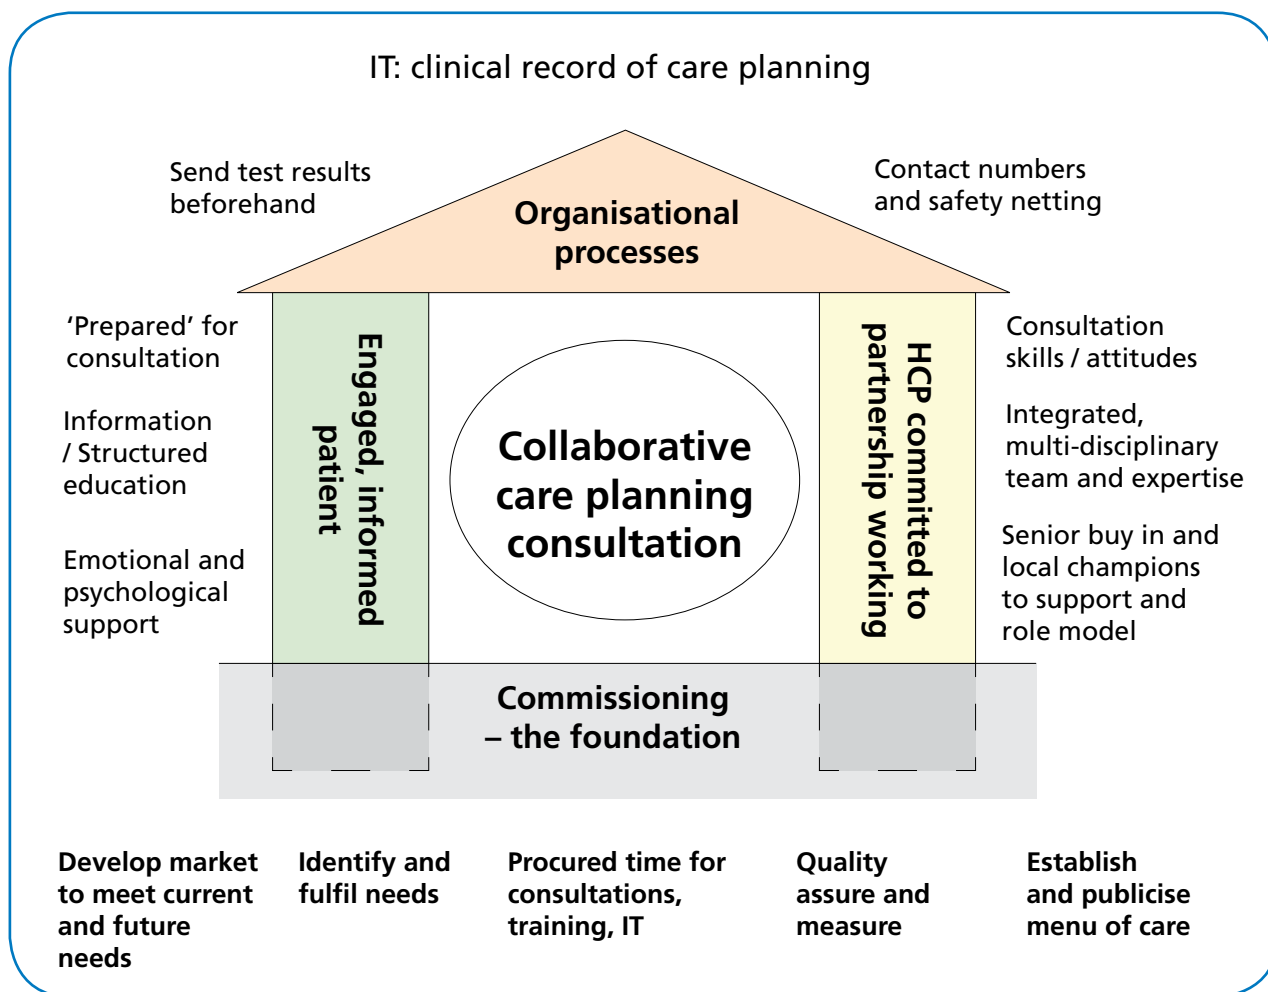 IT: clinical record of care planning
Send test results
beforehand
Contact numbers
and safety netting
Organisational
processes
‘Prepared’ for
consultation
Information
/ Structured
education
Emotional and
psychological
support
Engaged, informed
patient
Collaborative
care planning
consultation
HCP committed to
partnership working
Consultation
skills / attitudes
Integrated,
multi-disciplinary
team and expertise
Senior buy in and
local champions
to support and
role model
Commissioning
– the foundation
Develop market
to meet current
and future
needs
Identify and
fulfil needs
Procured time for
consultations,
training, IT
Quality
assure and
measure
Establish
and publicise
menu of care